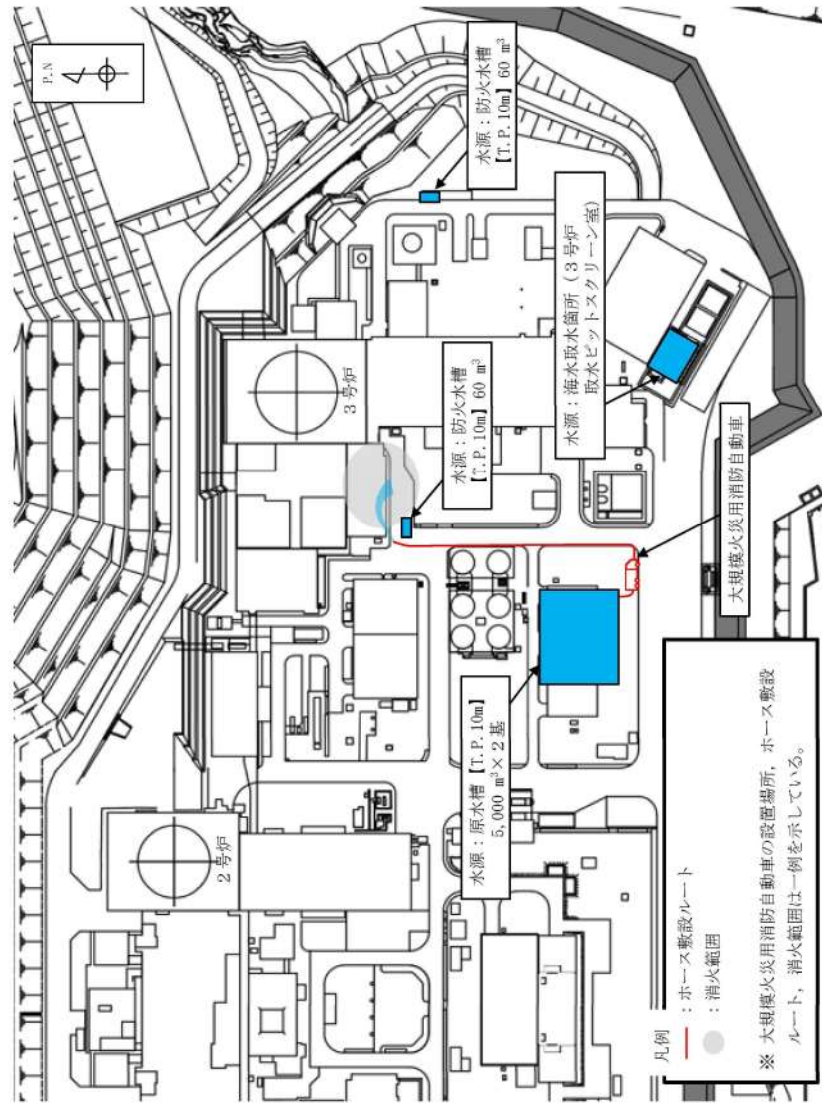 P.N
水源:防火水槽
【T.P.10m】60 m³
3号炉
水源:防火水槽
【T.P.10m】60 m³
水源:海水取水箇所(3号炉
取水ピットスクリーン室)
大規模火災用消防自動車
2号炉
水源:原水槽【T.P.10m】
5,000 m³×2基
凡例
:ホース敷設ルート
:消火範囲
※ 大規模火災用消防自動車の設置場所,ホース敷設
ルート,消火範囲は一例を示している。